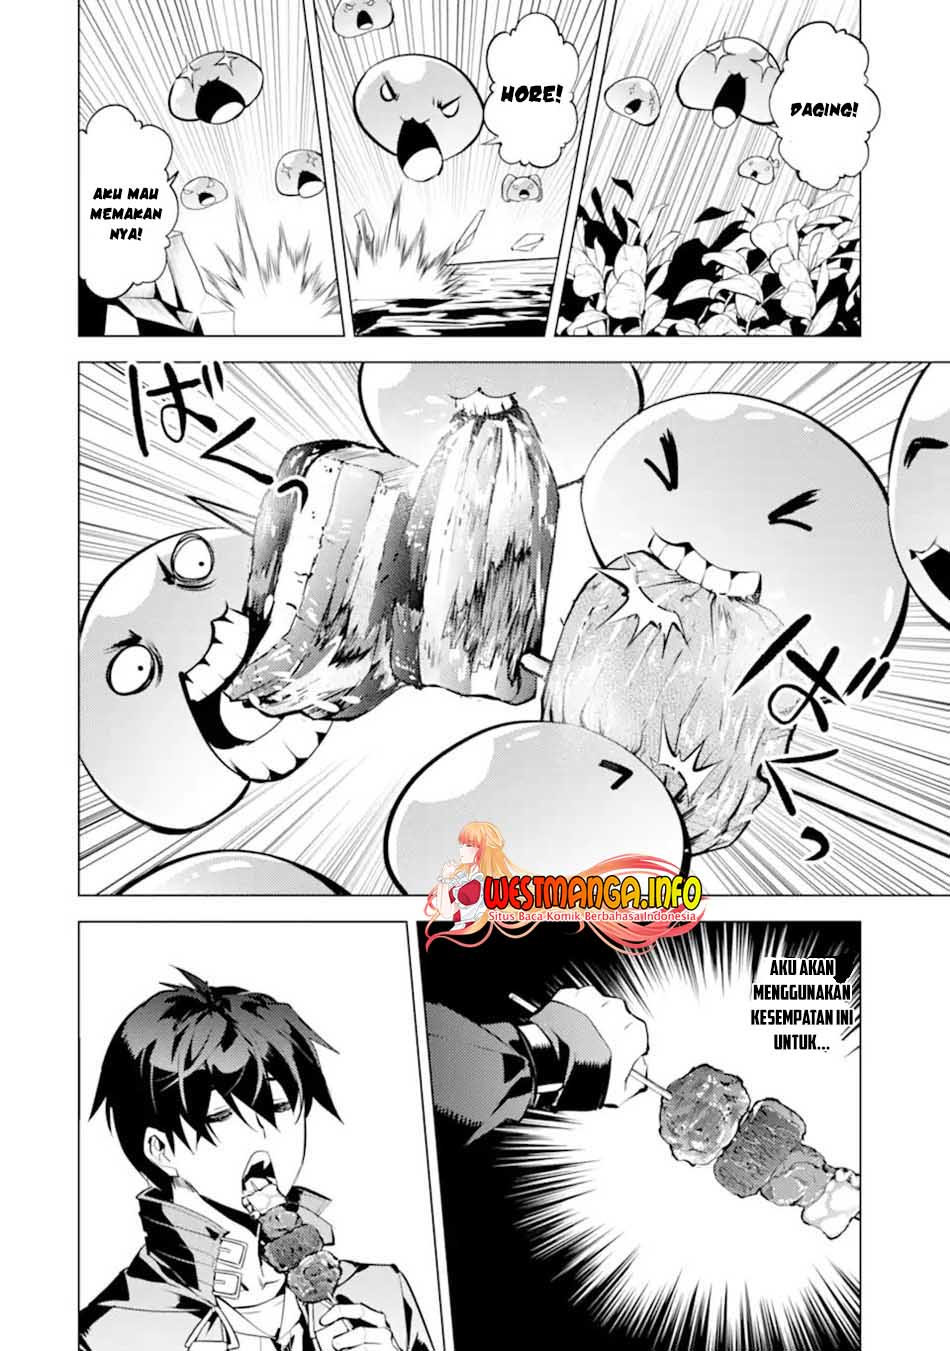 DAGING!
HORE!
AKU MAU
MEMAKAN
NYA!
ばくっ
ばくっ
WESTMANGA.INFO
Situs Baca Komik Berbahasa Indonesia
AKU AKAN
MENGGUNAKAN
KESEMPATAN INI
UNTUK...